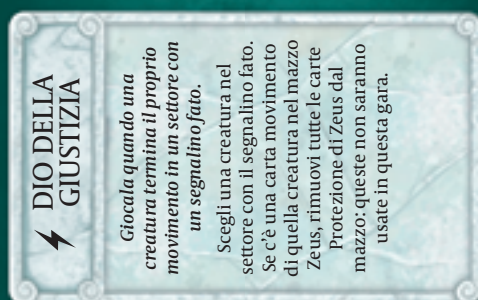 DIO DELLA
GIUSTIZIA
Giocala quando una
creatura termina il proprio
movimento in un settore con
un segnalino fato.
Scegli una creatura nel
settore con il segnalino fato.
Se c'è una carta movimento
di quella creatura nel mazzo
Zeus, rimuovi tutte le carte
Protezione di Zeus dal
mazzo: queste non saranno
usate in questa gara.